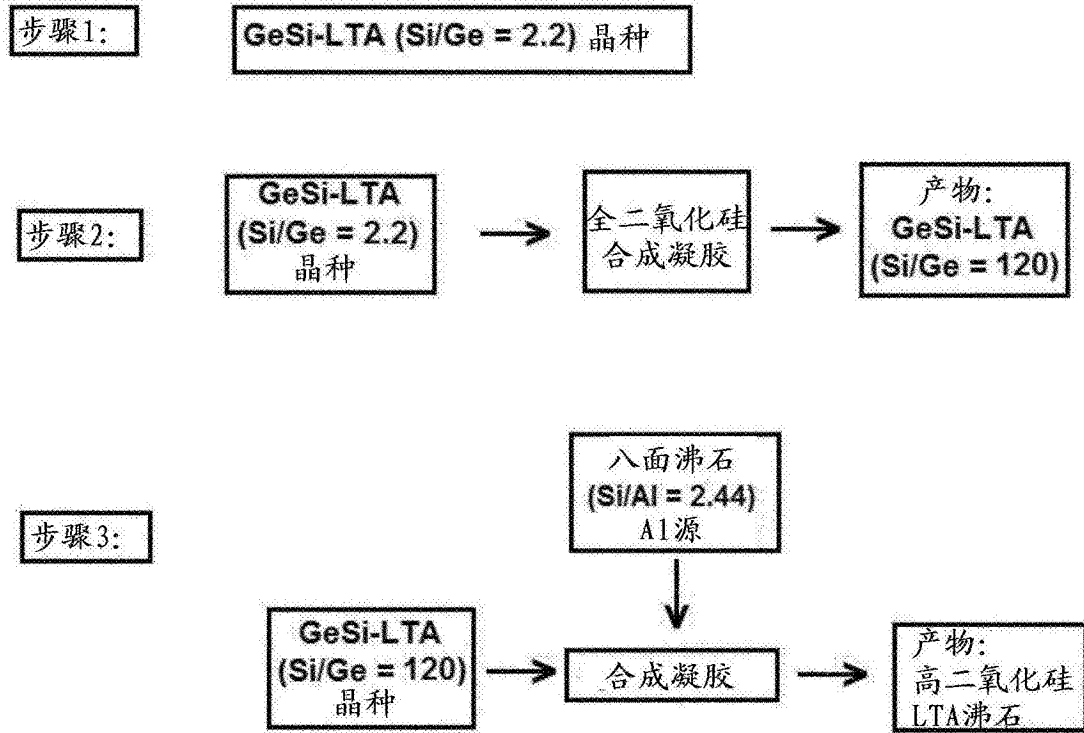 步骤1:
GeSi-LTA (Si/Ge = 2.2) 晶种
步骤2:
GeSi-LTA
(Si/Ge = 2.2)
晶种
全二氧化硅
合成凝胶
产物:
GeSi-LTA
(Si/Ge = 120)
步骤3:
八面沸石
(Si/Al = 2.44)
Al源
GeSi-LTA
(Si/Ge = 120)
晶种
合成凝胶
产物:
高二氧化硅
LTA沸石